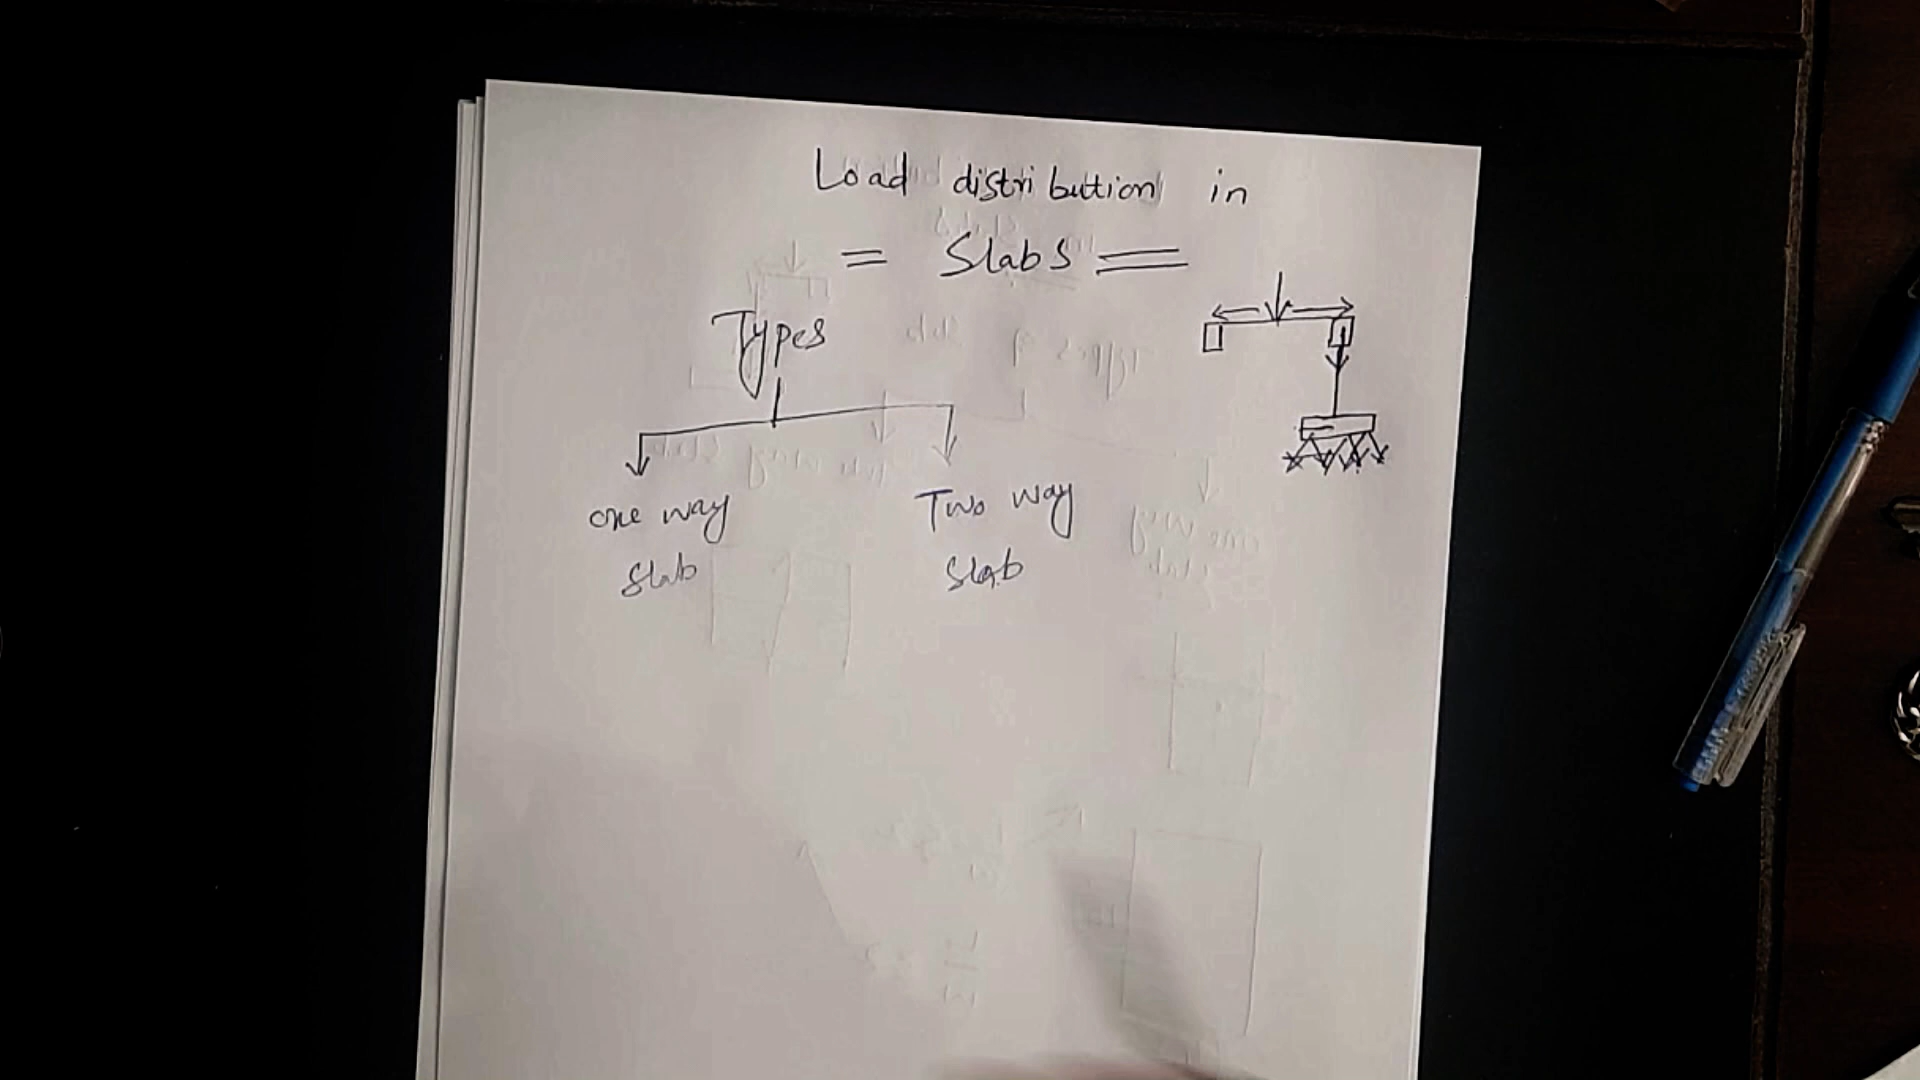 Load distribution in
= Slabs =
Types
one way
Two way
slab
slab